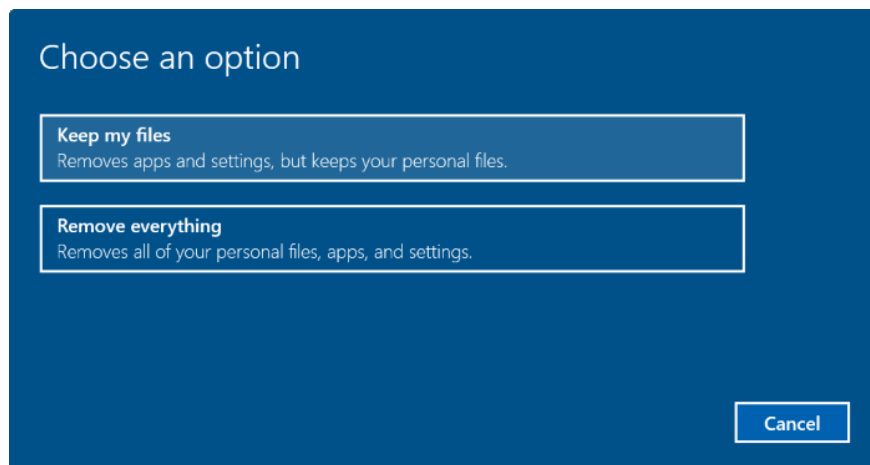 Choose an option
Keep my files
Removes apps and settings, but keeps your personal files.
Remove everything
Removes all of your personal files, apps, and settings.
Cancel